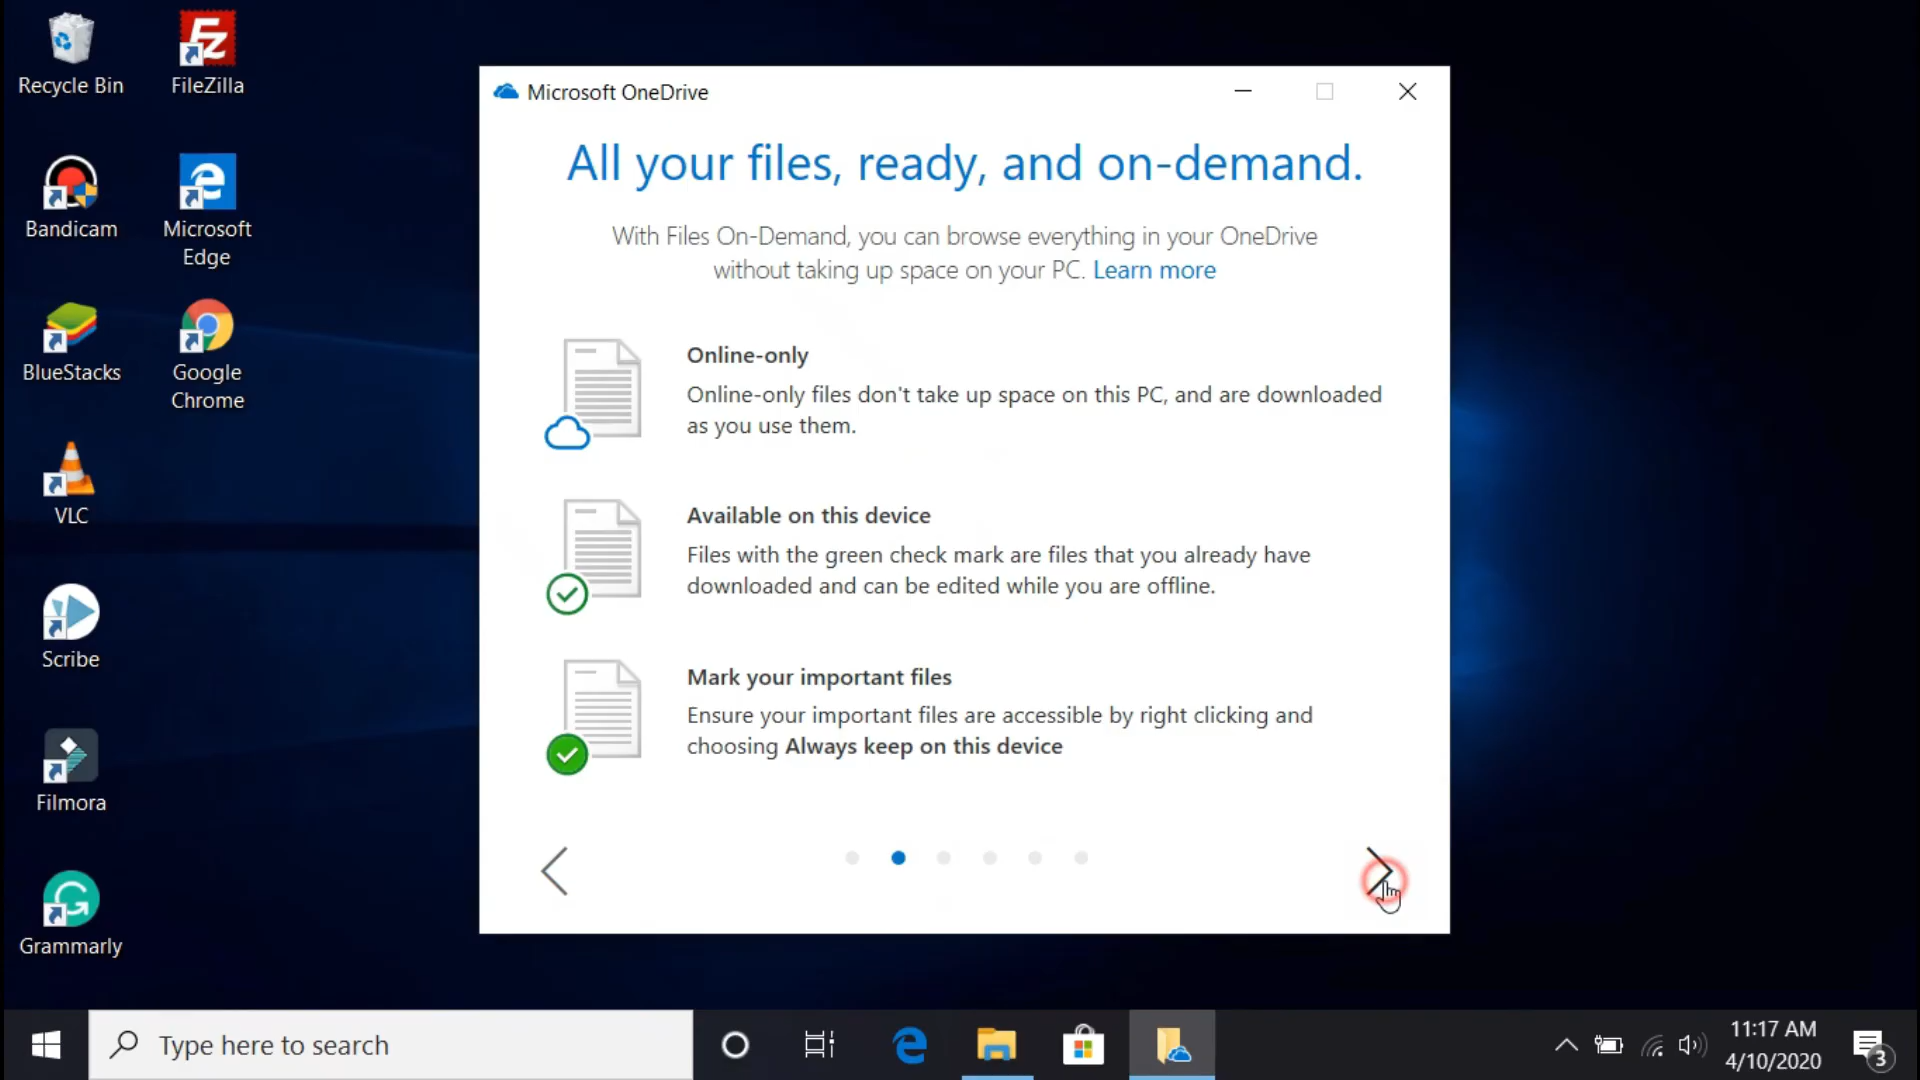 Recycle Bin
FileZilla
Bandicam
Microsoft
Edge
BlueStacks
Google
Chrome
VLC
Scribe
Filmora
Grammarly
Microsoft OneDrive
All your files, ready, and on-demand.
With Files On-Demand, you can browse everything in your OneDrive
without taking up space on your PC. Learn more
Online-only
Online-only files don't take up space on this PC, and are downloaded
as you use them.
Available on this device
Files with the green check mark are files that you already have
downloaded and can be edited while you are offline.
Mark your important files
Ensure your important files are accessible by right clicking and
choosing Always keep on this device
Type here to search
11:17 AM
4/10/2020
3